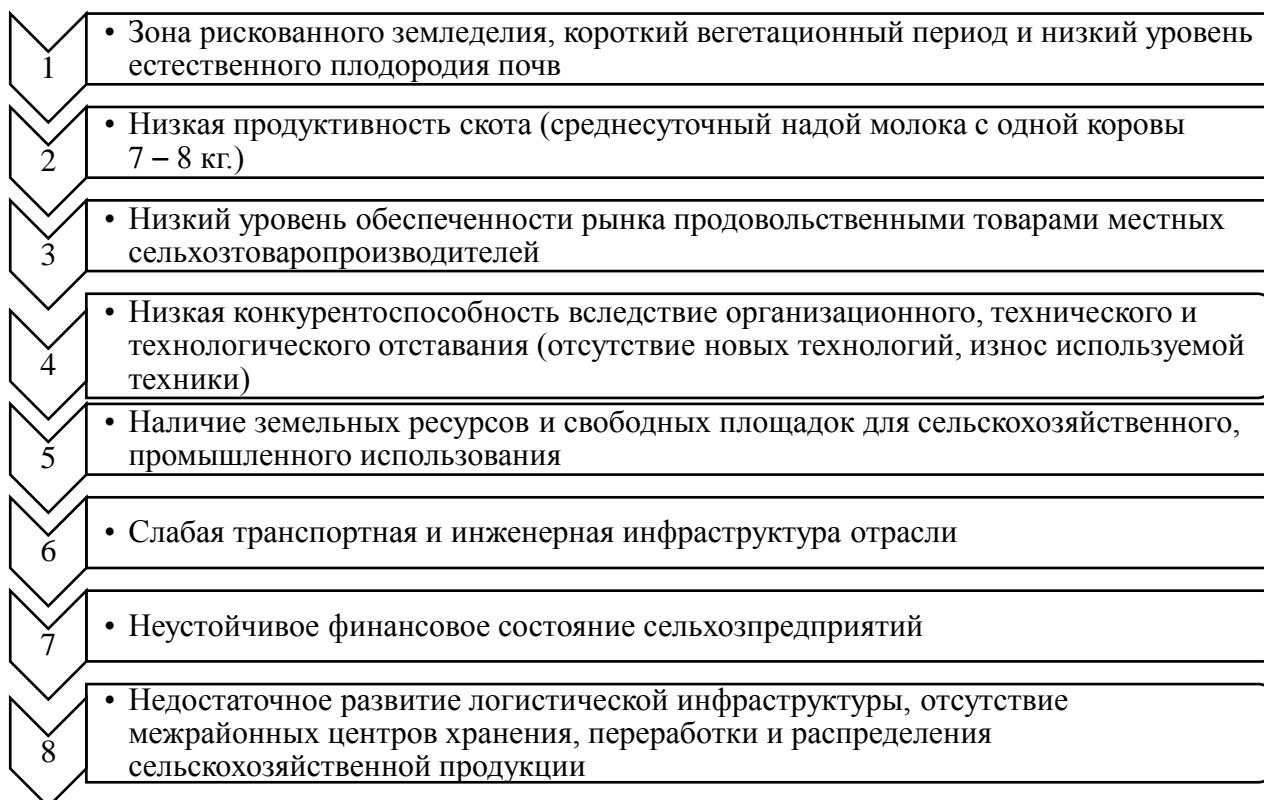 1
• Зона рискованного земледелия, короткий вегетационный период и низкий уровень
естественного плодородия почв
2
• Низкая продуктивность скота (среднесуточный надой молока с одной коровы
7 – 8 кг.)
3
• Низкий уровень обеспеченности рынка продовольственными товарами местных
сельхозтоваропроизводителей
4
• Низкая конкурентоспособность вследствие организационного, технического и
технологического отставания (отсутствие новых технологий, износ используемой
техники)
5
• Наличие земельных ресурсов и свободных площадок для сельскохозяйственного,
промышленного использования
6
• Слабая транспортная и инженерная инфраструктура отрасли
7
• Неустойчивое финансовое состояние сельхозпредприятий
8
• Недостаточное развитие логистической инфраструктуры, отсутствие
межрайонных центров хранения, переработки и распределения
сельскохозяйственной продукции